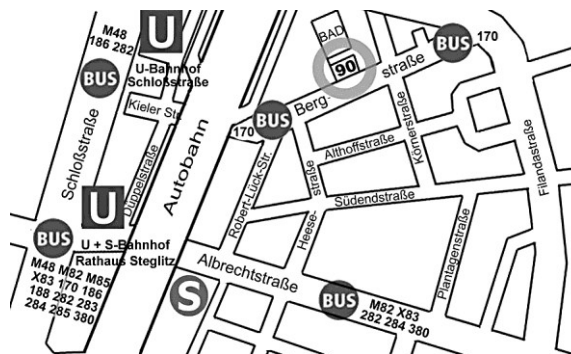 M48
186 282
U
BUS
U-Bahnhof
Schloßstraße
Kieler Str.
Schloßstraße
Düppelstraße
Autobahn
U
BUS
U + S-Bahnhof
Rathaus Steglitz
M48 M82 M85
X83 170 186
188 282 283
284 285 380
S
BAD
90
Berg-
straße
BUS
170
170
BUS
Althoffstraße
Körnerstraße
Filandastraße
Robert-Lück-Str.
Heese-
straße
Südendstraße
Plantagenstraße
Albrechtstraße
BUS
M82 X83
282 284 380